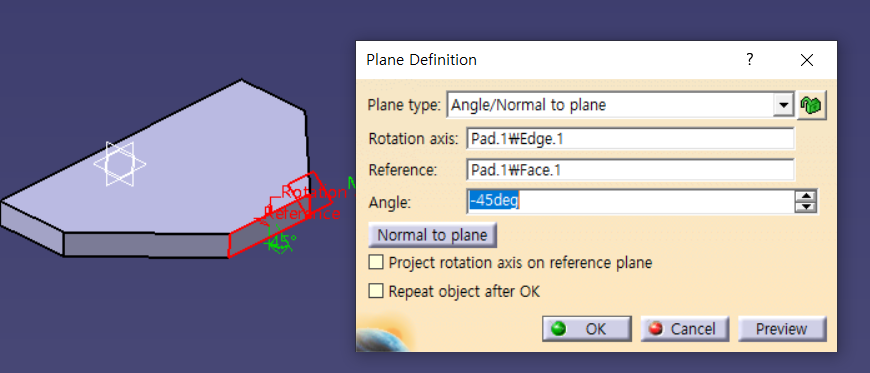 Plane Definition
?
Plane type: Angle/Normal to plane
Rotation axis: Pad.1₩Edge.1
Reference: Pad.1₩Face.1
Angle: -45deg
Normal to plane
Project rotation axis on reference plane
Repeat object after OK
OK Cancel Preview
Rotation
Reference